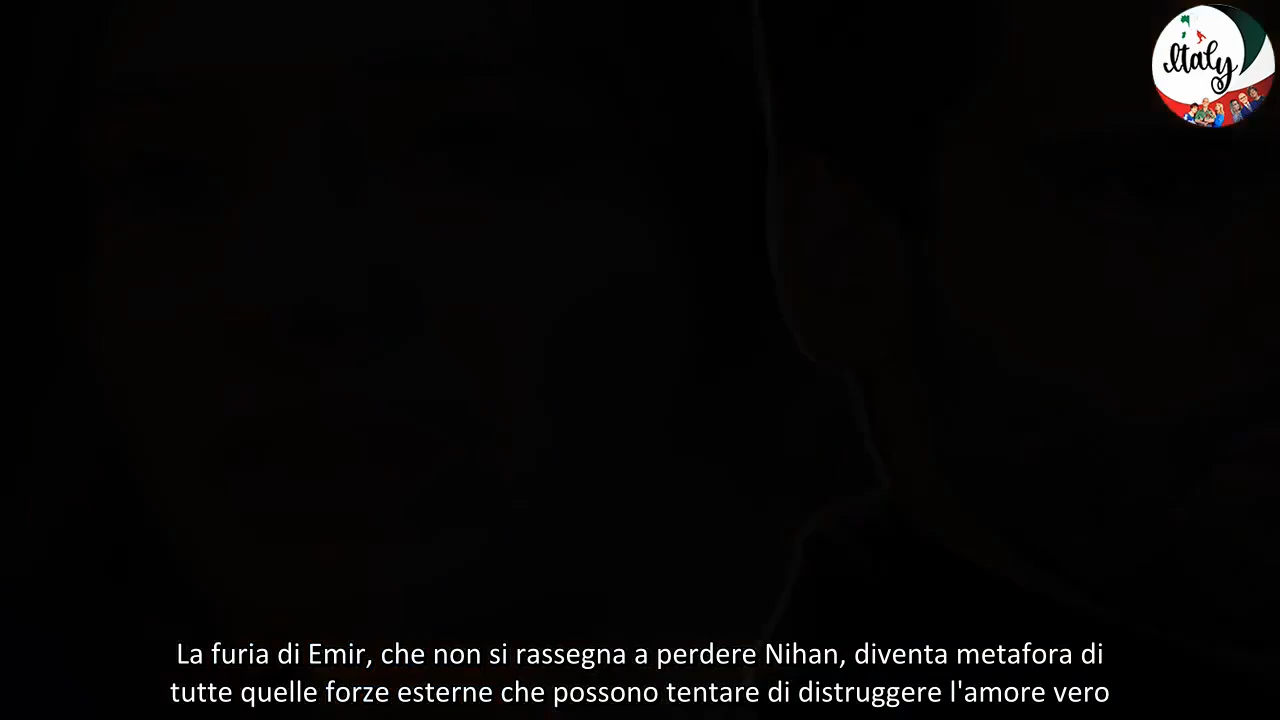 Italy
La furia di Emir, che non si rassegna a perdere Nihan, diventa metafora di
tutte quelle forze esterne che possono tentare di distruggere l'amore vero